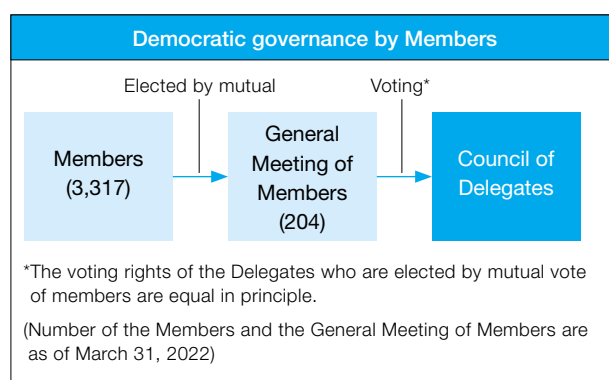 Democratic governance by Members
Elected by mutual
Voting*
Members
(3,317)
General
Meeting of
Members
(204)
Council of
Delegates
*The voting rights of the Delegates who are elected by mutual vote
of members are equal in principle.
(Number of the Members and the General Meeting of Members are
as of March 31, 2022)